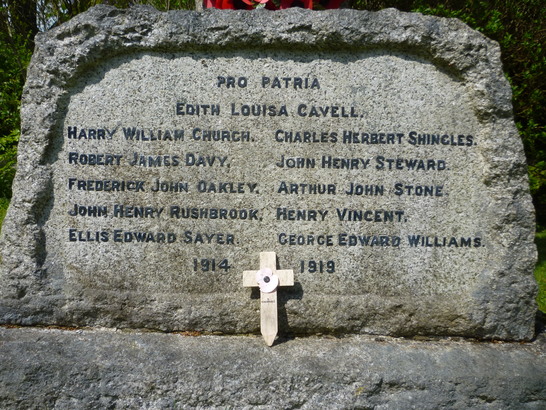 PRO PATRIA
EDITH LOUISA CAVELL.
HARRY WILLIAM CHURCH. CHARLES HERBERT SHINGLES.
ROBERT JAMES DAVY. JOHN HENRY STEWARD.
FREDERICK JOHN OAKLEY. ARTHUR JOHN STONE.
JOHN HENRY RUSHBROOK. HENRY VINCENT.
ELLIS EDWARD SAYER. GEORGE EDWARD WILLIAMS.
1914 1919